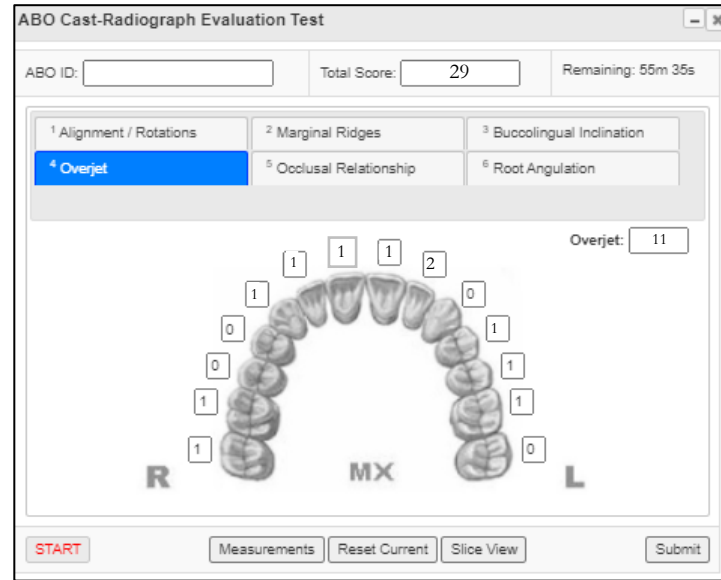 ABO Cast-Radiograph Evaluation Test
ABO ID: Total Score: 29 Remaining: 55m 35s
1 Alignment / Rotations 2 Marginal Ridges 3 Buccolingual Inclination
4 Overjet 5 Occlusal Relationship 6 Root Angulation
Overjet: 11
1 1 1 2
1 0
0 1
0 1
1 1
1 0
R MX L
START Measurements Reset Current Slice View Submit